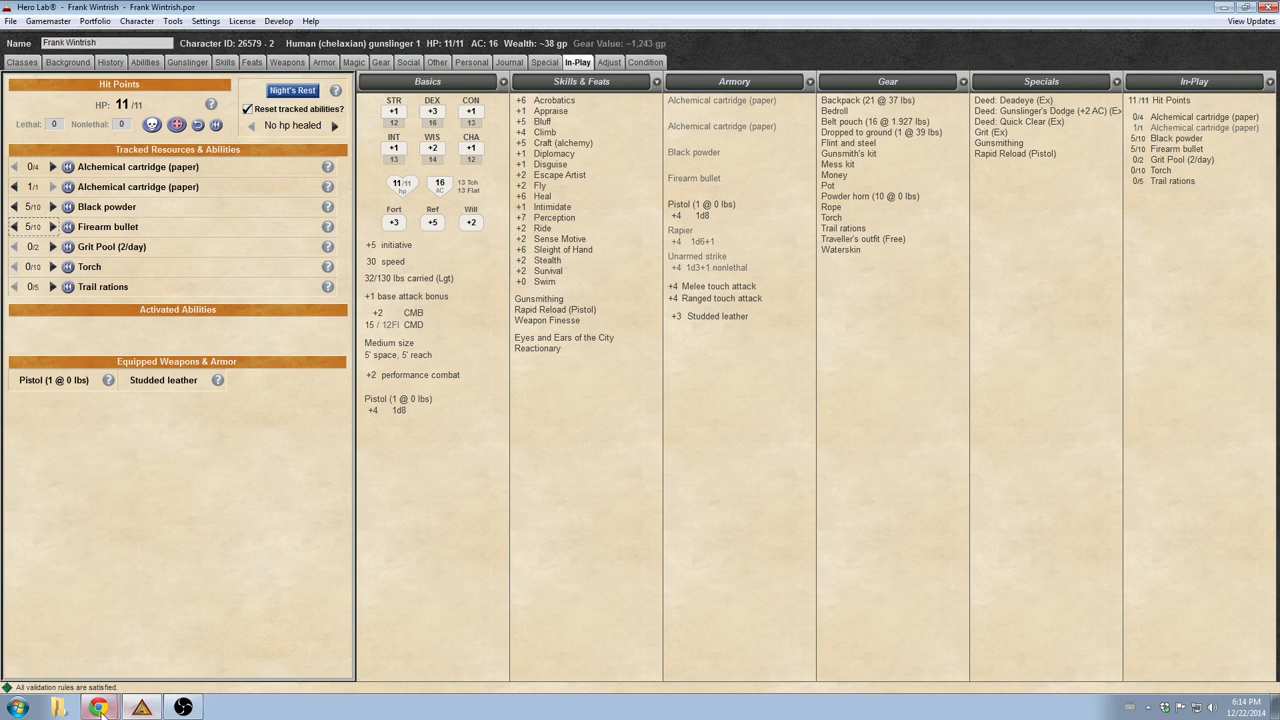 Hero Lab® - Frank Wintrish - Frank Wintrish.por
File Gamemaster Portfolio Character Tools Settings License Develop Help View Updates
Name Frank Wintrish Character ID: 26579 - 2 Human (chelaxian) gunslinger 1 HP: 11/11 AC: 16 Wealth: ~38 gp Gear Value: ~1,243 gp
Classes Background History Abilities Gunslinger Skills Feats Weapons Armor Magic Gear Social Other Personal Journal Special In-Play Adjust Condition
Hit Points
HP: 11 /11
Lethal: 0 Nonlethal: 0
Night's Rest
Reset tracked abilities?
No hp healed
Tracked Resources & Abilities
0/4 Alchemical cartridge (paper)
1/1 Alchemical cartridge (paper)
5/10 Black powder
5/10 Firearm bullet
0/2 Grit Pool (2/day)
0/10 Torch
0/5 Trail rations
Activated Abilities
Equipped Weapons & Armor
Pistol (1 @ 0 lbs) Studded leather
Basics
STR DEX CON
+1 +3 +1
12 16 13
INT WIS CHA
+1 +2 +1
13 14 12
11/11 hp 16 AC 13 Tch
13 Flat
Fort Ref Will
+3 +5 +2
+5 initiative
30 speed
32/130 lbs carried (Lgt)
+1 base attack bonus
+2 CMB
15 / 12Fl CMD
Medium size
5' space, 5' reach
+2 performance combat
Pistol (1 @ 0 lbs)
+4 1d8
Skills & Feats
+6 Acrobatics
+1 Appraise
+5 Bluff
+4 Climb
+5 Craft (alchemy)
+1 Diplomacy
+1 Disguise
+2 Escape Artist
+2 Fly
+6 Heal
+1 Intimidate
+7 Perception
+2 Ride
+2 Sense Motive
+6 Sleight of Hand
+2 Stealth
+2 Survival
+0 Swim
Gunsmithing
Rapid Reload (Pistol)
Weapon Finesse
Eyes and Ears of the City
Reactionary
Armory
Alchemical cartridge (paper)
Alchemical cartridge (paper)
Black powder
Firearm bullet
Pistol (1 @ 0 lbs)
+4 1d8
Rapier
+4 1d6+1
Unarmed strike
+4 1d3+1 nonlethal
+4 Melee touch attack
+4 Ranged touch attack
+3 Studded leather
Gear
Backpack (21 @ 37 lbs)
Bedroll
Belt pouch (16 @ 1.927 lbs)
Dropped to ground (1 @ 39 lbs)
Flint and steel
Gunsmith's kit
Mess kit
Money
Pot
Powder horn (10 @ 0 lbs)
Rope
Torch
Trail rations
Traveller's outfit (Free)
Waterskin
Specials
Deed: Deadeye (Ex)
Deed: Gunslinger's Dodge (+2 AC) (Ex
Deed: Quick Clear (Ex)
Grit (Ex)
Gunsmithing
Rapid Reload (Pistol)
In-Play
11 /11 Hit Points
0/4 Alchemical cartridge (paper)
1/1 Alchemical cartridge (paper)
5/10 Black powder
5/10 Firearm bullet
0/2 Grit Pool (2/day)
0/10 Torch
0/5 Trail rations
All validation rules are satisfied.
6:14 PM
12/22/2014